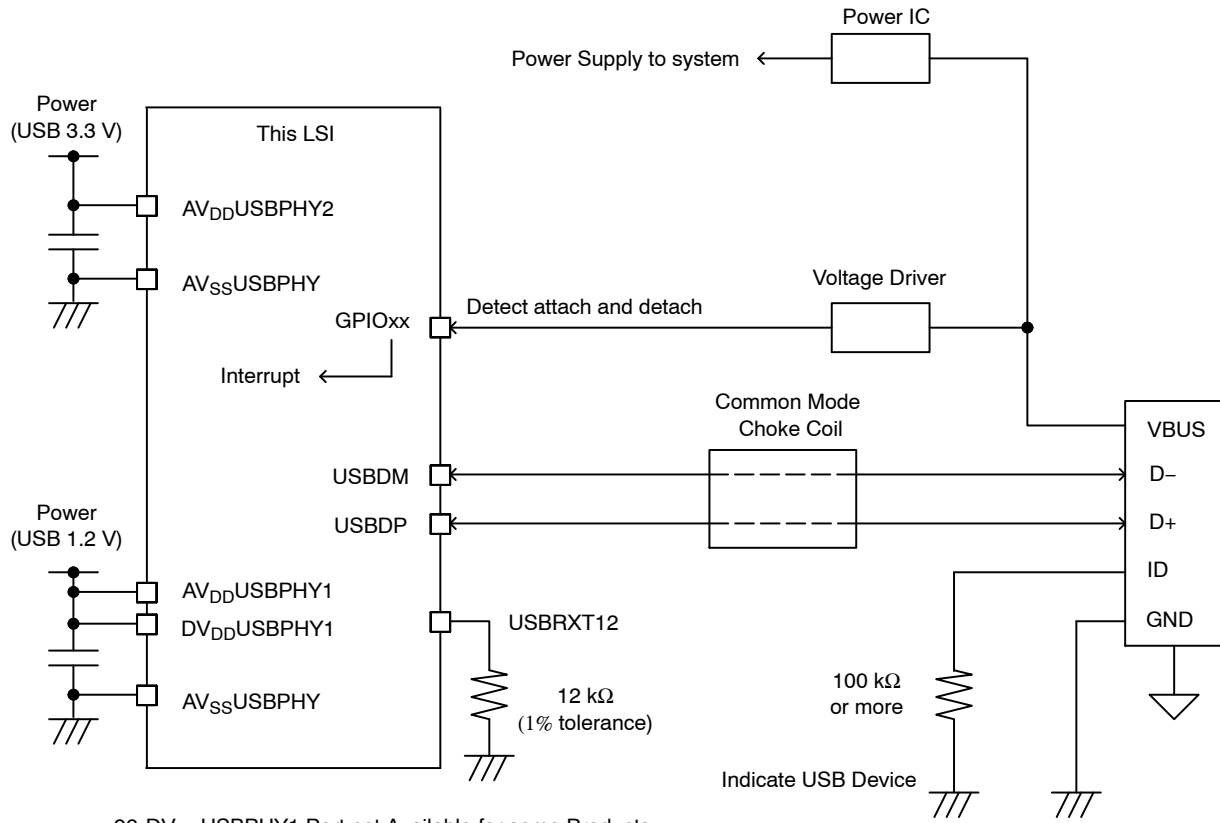 Power IC
Power Supply to system
Power
(USB 3.3 V)
This LSI
AVDDUSBPHY2
AVSSUSBPHY
GPIOxx
Interrupt
Detect attach and detach
Voltage Driver
Common Mode
Choke Coil
VBUS
D−
D+
ID
GND
USBDM
USBDP
Power
(USB 1.2 V)
AVDDUSBPHY1
DVDDUSBPHY1
AVSSUSBPHY
USBRXT12
12 kΩ
(1% tolerance)
100 kΩ
or more
Indicate USB Device